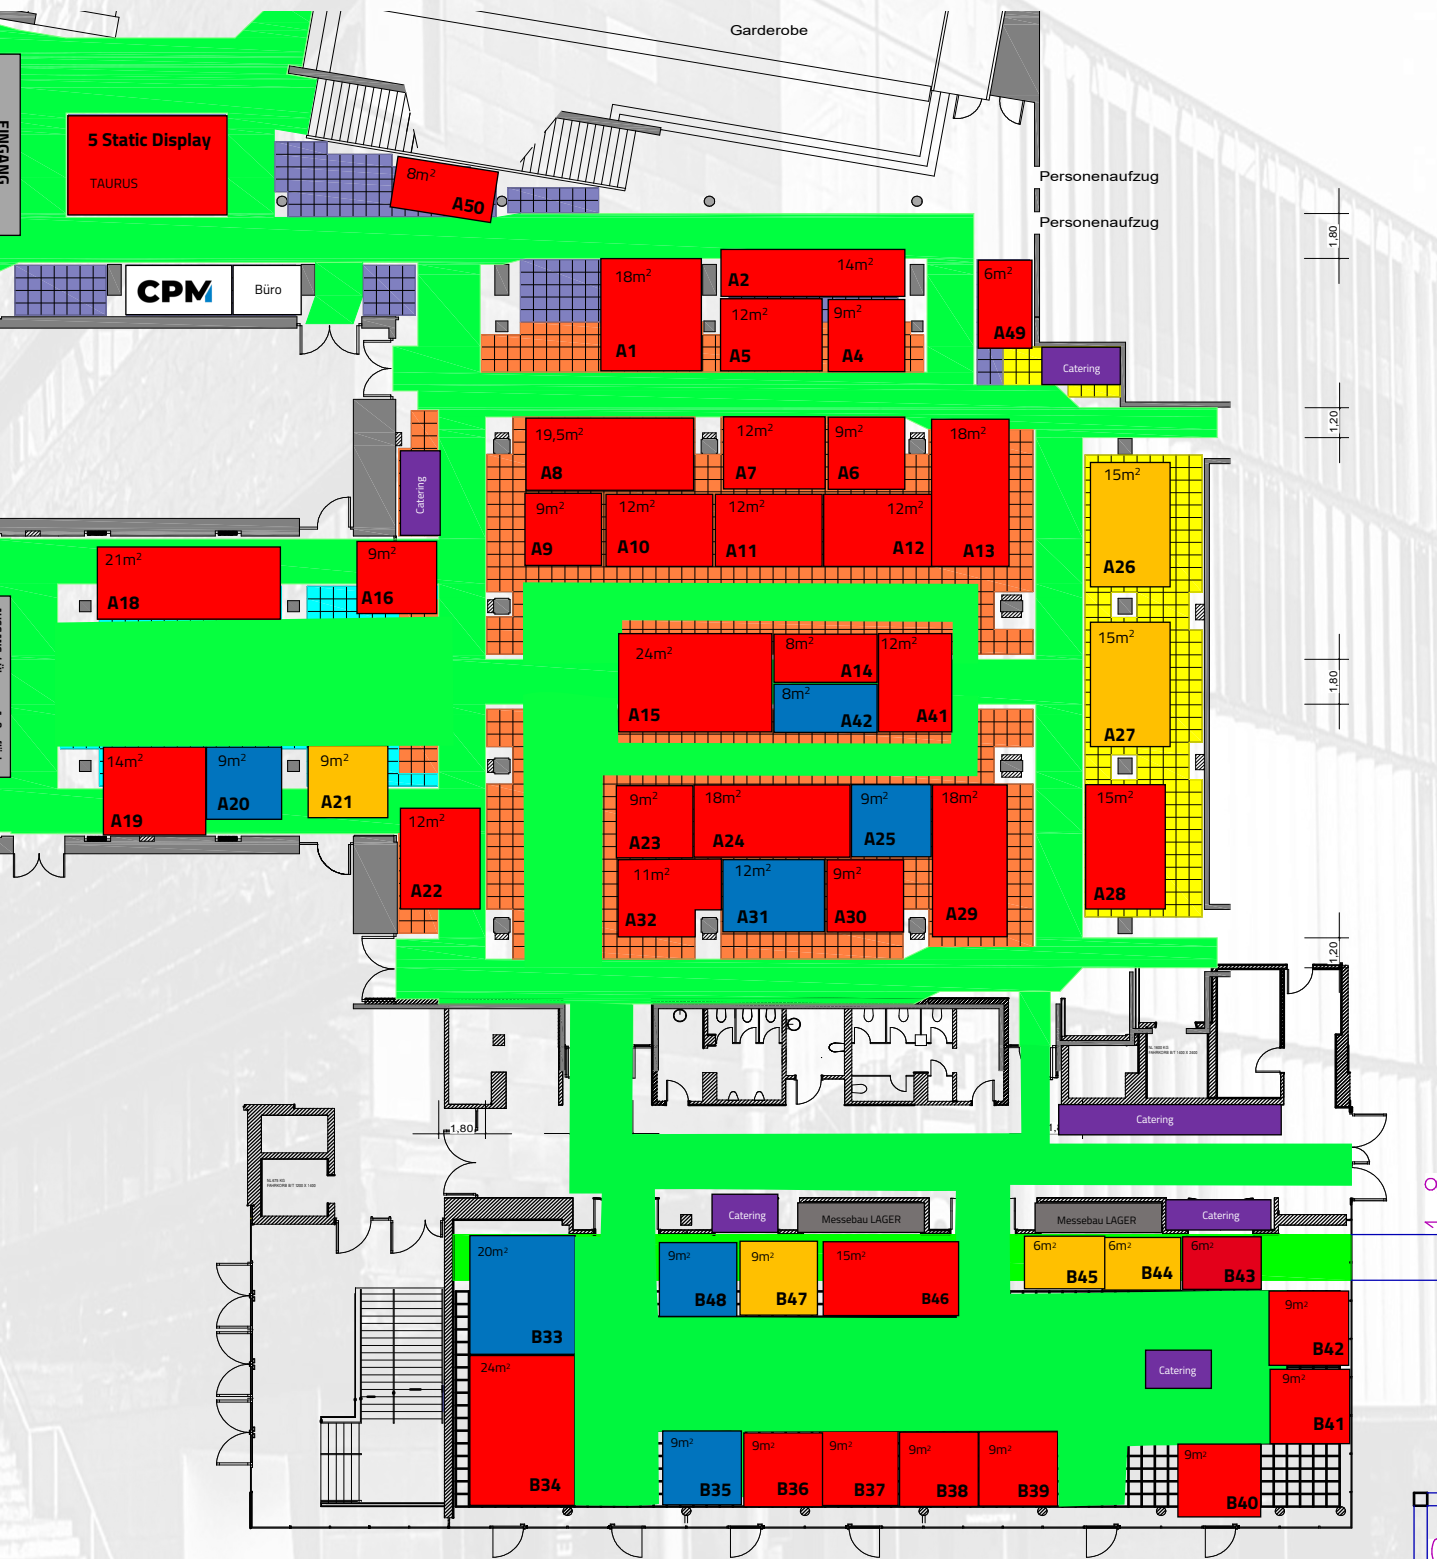 Garderobe
EINGANG
5 Static Display
TAURUS
8m²
A50
Personenaufzug
Personenaufzug
1,80
CPM
Büro
18m²
A1
A2
14m²
12m²
A5
9m²
A4
6m²
A49
Catering
1,20
19,5m²
A8
12m²
A7
9m²
A6
18m²
A13
Catering
9m²
A9
12m²
A10
12m²
A11
12m²
A12
15m²
A26
21m²
A18
9m²
A16
24m²
A15
8m²
A14
8m²
A42
12m²
A41
15m²
A27
1,80
14m²
A19
9m²
A20
9m²
A21
12m²
A22
9m²
A23
18m²
A24
9m²
A25
18m²
A29
15m²
A28
11m²
A32
12m²
A31
9m²
A30
1,20
1,80
Catering
Catering
Messebau LAGER
Messebau LAGER
Catering
20m²
B33
9m²
B48
9m²
B47
15m²
B46
6m²
B45
6m²
B44
6m²
B43
9m²
B42
24m²
B34
Catering
9m²
B41
9m²
B35
9m²
B36
9m²
B37
9m²
B38
9m²
B39
9m²
B40